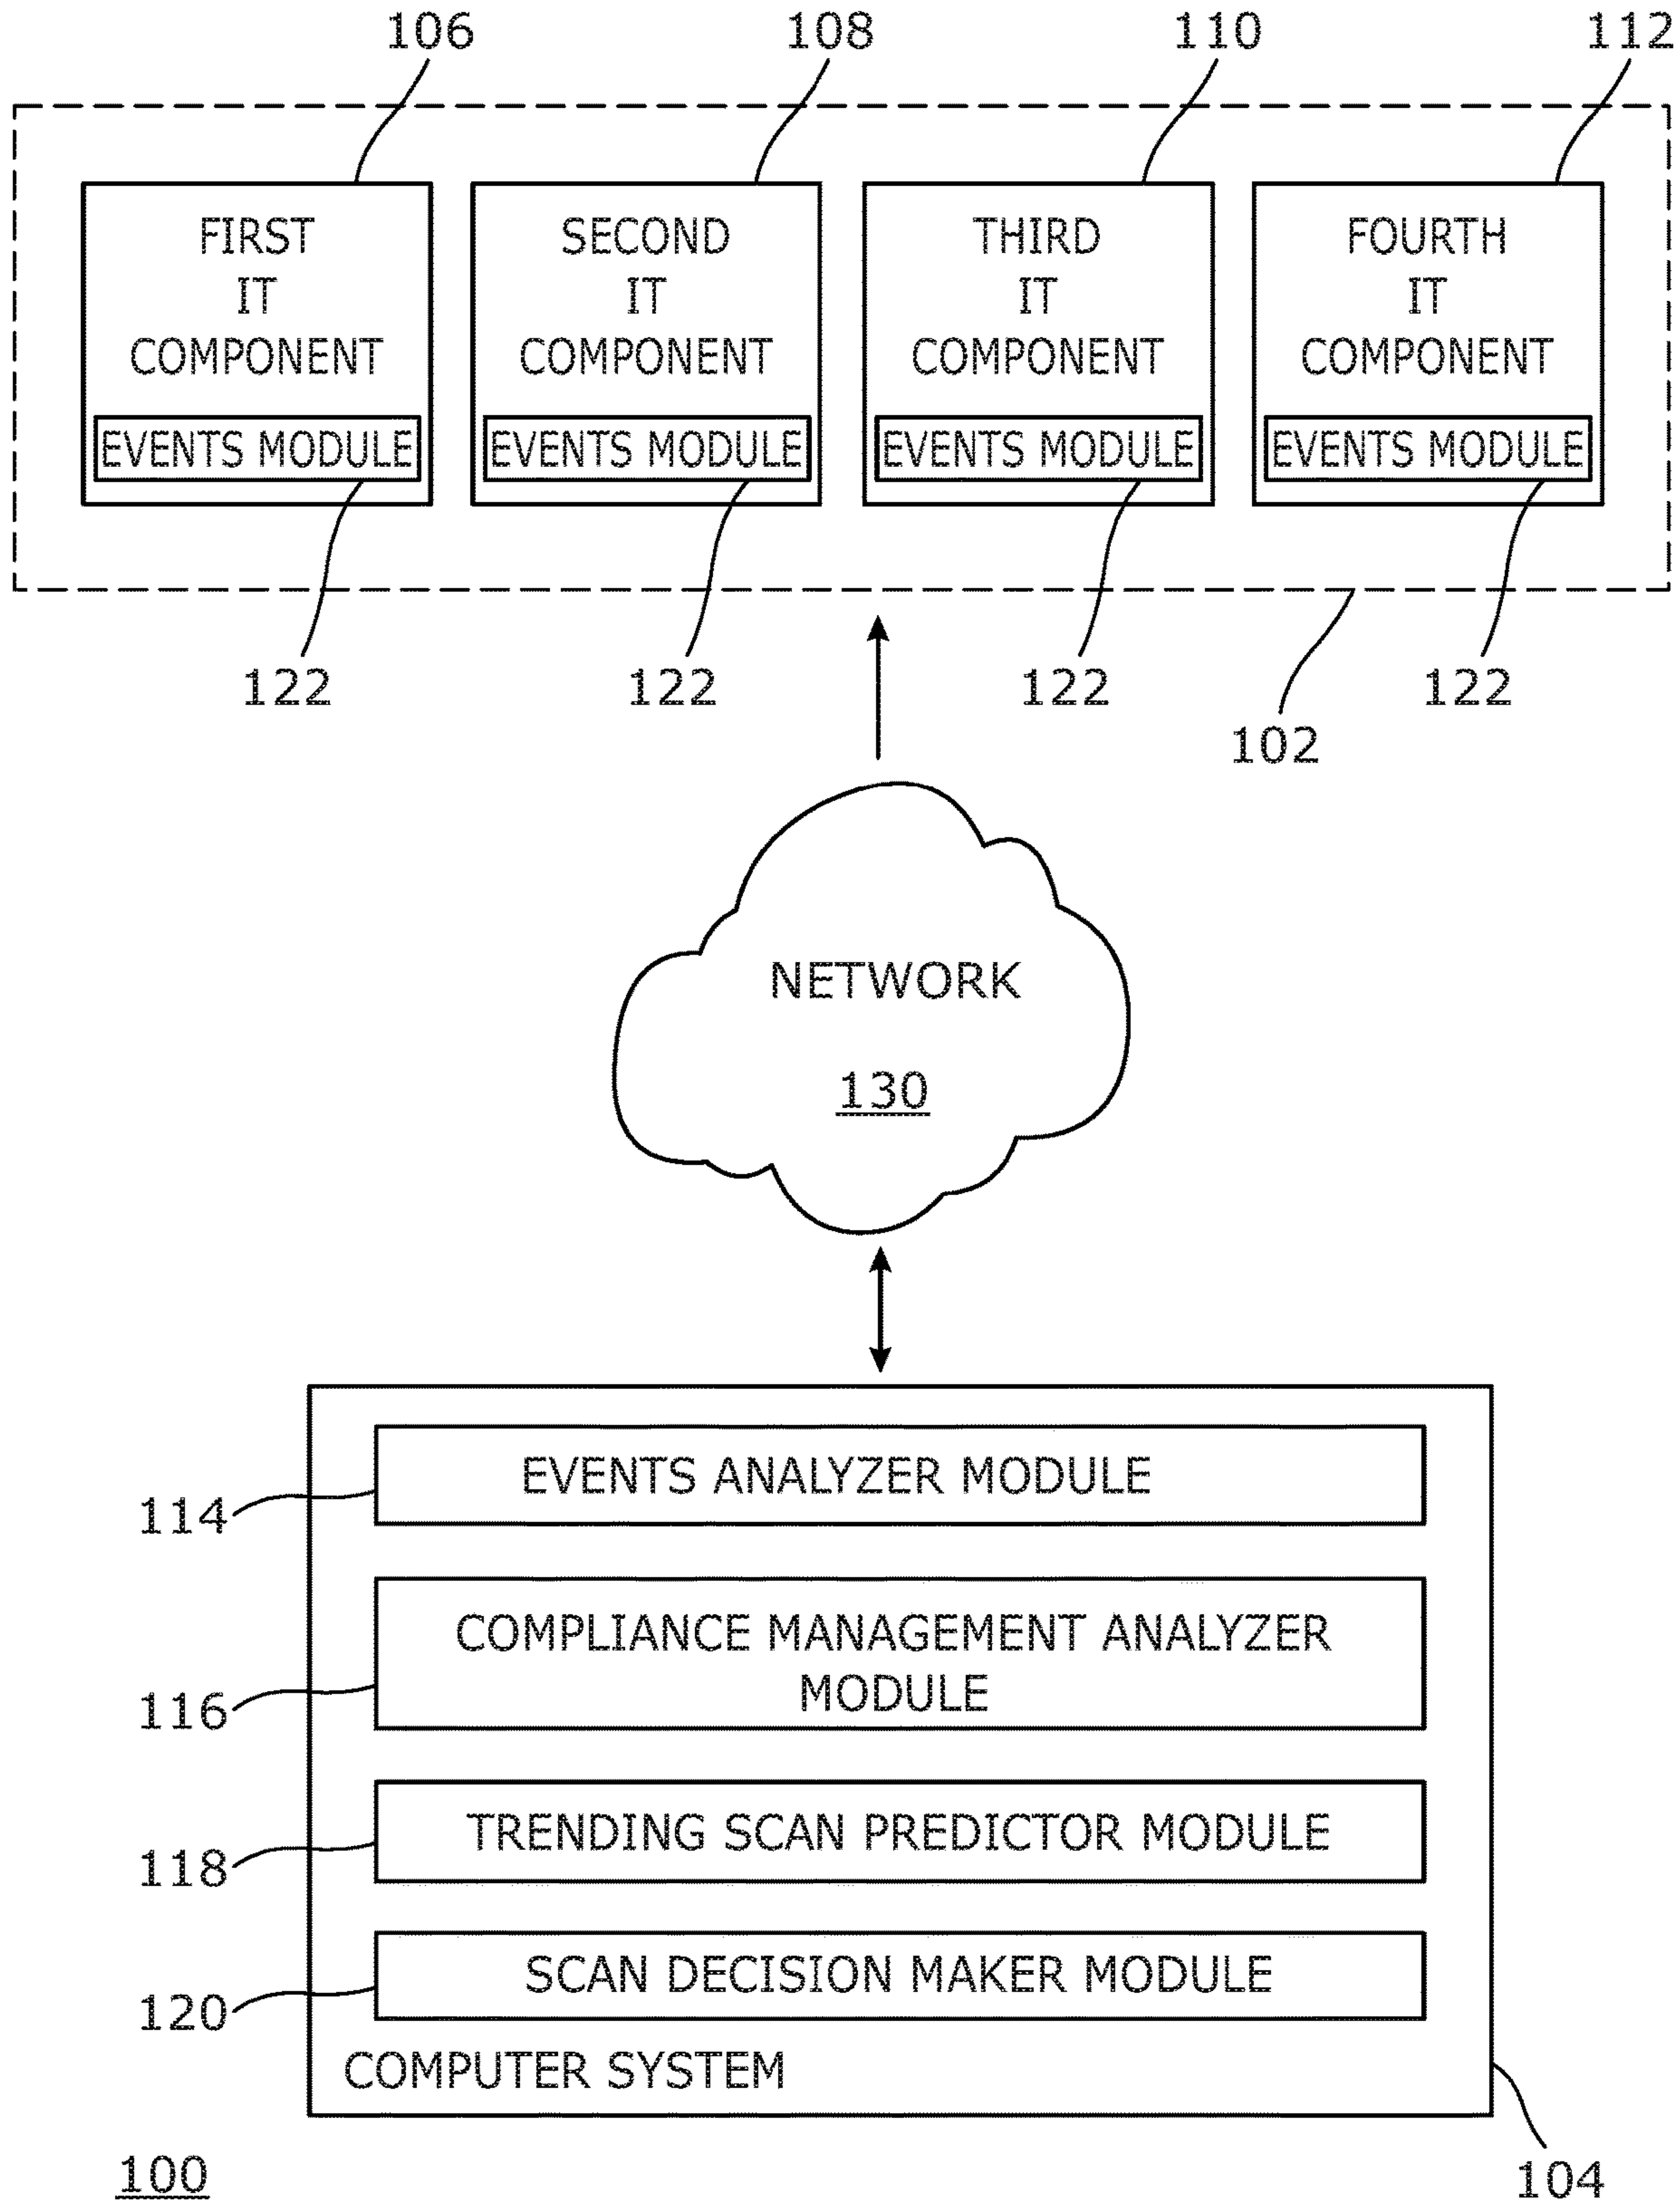 106 108 110 112
FIRST
IT
COMPONENT
EVENTS MODULE
SECOND
IT
COMPONENT
EVENTS MODULE
THIRD
IT
COMPONENT
EVENTS MODULE
FOURTH
IT
COMPONENT
EVENTS MODULE
122 122 122 122
102
NETWORK
130
EVENTS ANALYZER MODULE
114
COMPLIANCE MANAGEMENT ANALYZER
MODULE
116
TRENDING SCAN PREDICTOR MODULE
118
SCAN DECISION MAKER MODULE
120
COMPUTER SYSTEM
104
100